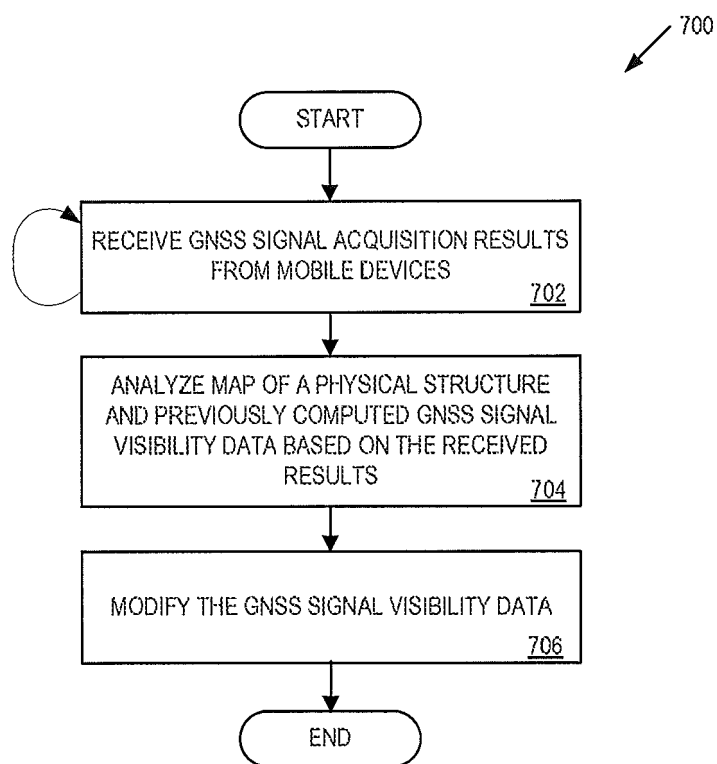 700
START
RECEIVE GNSS SIGNAL ACQUISITION RESULTS
FROM MOBILE DEVICES
702
ANALYZE MAP OF A PHYSICAL STRUCTURE
AND PREVIOUSLY COMPUTED GNSS SIGNAL
VISIBILITY DATA BASED ON THE RECEIVED
RESULTS
704
MODIFY THE GNSS SIGNAL VISIBILITY DATA
706
END